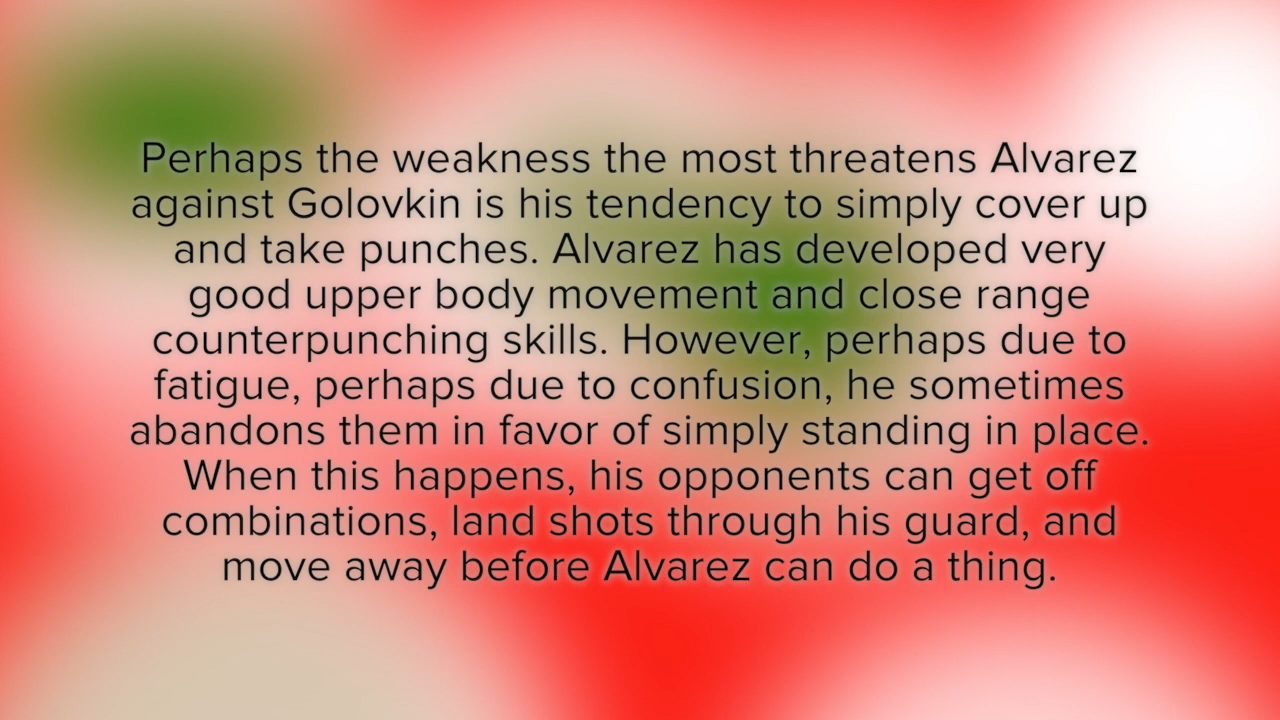 Perhaps the weakness the most threatens Alvarez
against Golovkin is his tendency to simply cover up
and take punches. Alvarez has developed very
good upper body movement and close range
counterpunching skills. However, perhaps due to
fatigue, perhaps due to confusion, he sometimes
abandons them in favor of simply standing in place.
When this happens, his opponents can get off
combinations, land shots through his guard, and
move away before Alvarez can do a thing.